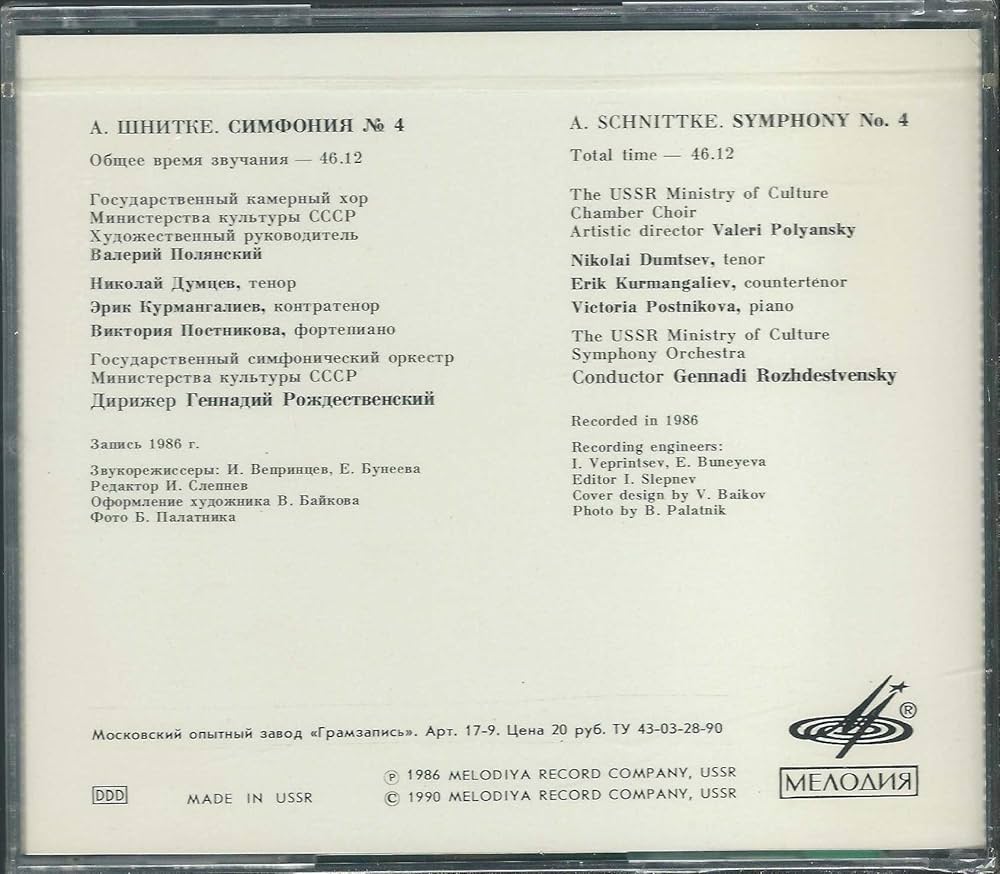 А. ШНИТКЕ. СИМФОНИЯ № 4
Общее время звучания — 46.12
Государственный камерный хор
Министерства культуры СССР
Художественный руководитель
Валерий Полянский
Николай Думцев, тенор
Эрик Курмангалиев, контратенор
Виктория Постникова, фортепиано
Государственный симфонический оркестр
Министерства культуры СССР
Дирижер Геннадий Рождественский
Запись 1986 г.
Звукорежиссеры: И. Вепринцев, Е. Бунеева
Редактор И. Слепнев
Оформление художника В. Байкова
Фото Б. Палатника
A. SCHNITTKE. SYMPHONY No. 4
Total time — 46.12
The USSR Ministry of Culture
Chamber Choir
Artistic director Valeri Polyansky
Nikolai Dumtsev, tenor
Erik Kurmangaliev, countertenor
Victoria Postnikova, piano
The USSR Ministry of Culture
Symphony Orchestra
Conductor Gennadi Rozhdestvensky
Recorded in 1986
Recording engineers:
I. Veprintsev, E. Buneyeva
Editor I. Slepnev
Cover design by V. Baikov
Photo by B. Palatnik
Московский опытный завод «Грамзапись». Арт. 17-9. Цена 20 руб. ТУ 43-03-28-90
DDD
MADE IN USSR
Ⓟ 1986 MELODIYA RECORD COMPANY, USSR
© 1990 MELODIYA RECORD COMPANY, USSR
®
МЕЛОДИЯ